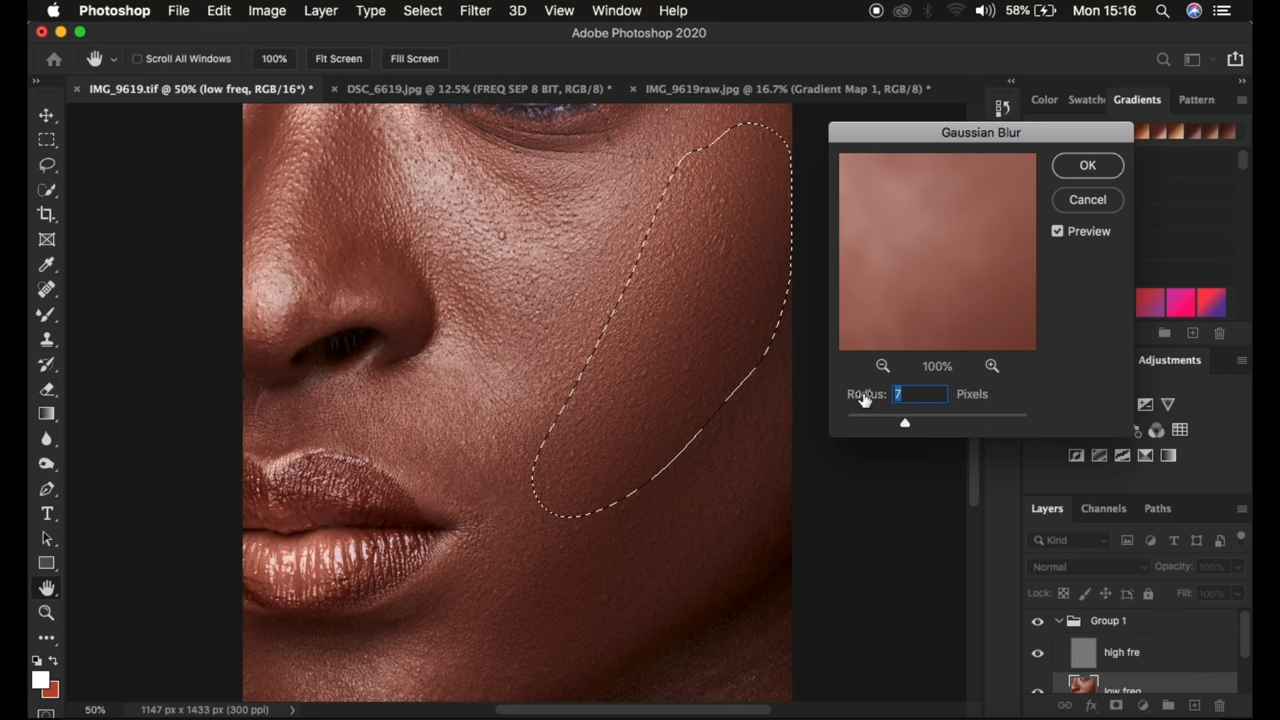 Photoshop File Edit Image Layer Type Select Filter 3D View Window Help 58% Mon 15:16
Adobe Photoshop 2020
Scroll All Windows 100% Fit Screen Fill Screen
IMG_9619.tif @ 50% (low freq, RGB/16*) * DSC_6619.jpg @ 12.5% (FREQ SEP 8 BIT, RGB/8) * IMG_9619raw.jpg @ 16.7% (Gradient Map 1, RGB/8) *
Color Swatch Gradients Pattern
Gaussian Blur
OK
Cancel
Preview
100%
Radius: 7 Pixels
Adjustments
Layers Channels Paths
Kind
Normal Opacity: 100%
Lock: Fill: 100%
Group 1
high fre
low freq
50% 1147 px x 1433 px (300 ppi)